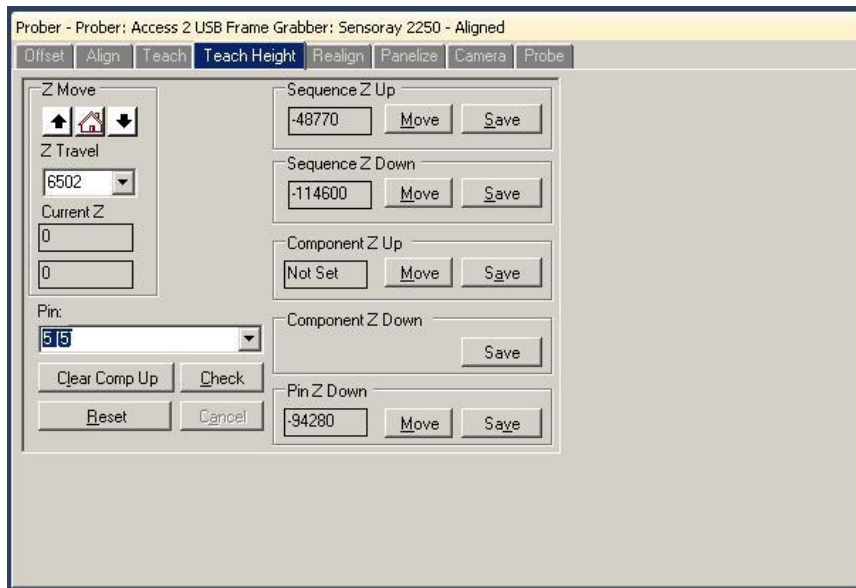 Prober - Prober: Access 2 USB Frame Grabber: Sensoray 2250 - Aligned
Offset Align Teach Teach Height Realign Panelize Camera Probe
Z Move
Z Travel
6502
Current Z
0
0
Pin:
5 (5
Clear Comp Up Check
Reset Cancel
Sequence Z Up
-48770 Move Save
Sequence Z Down
-114600 Move Save
Component Z Up
Not Set Move Save
Component Z Down
Save
Pin Z Down
-94280 Move Save